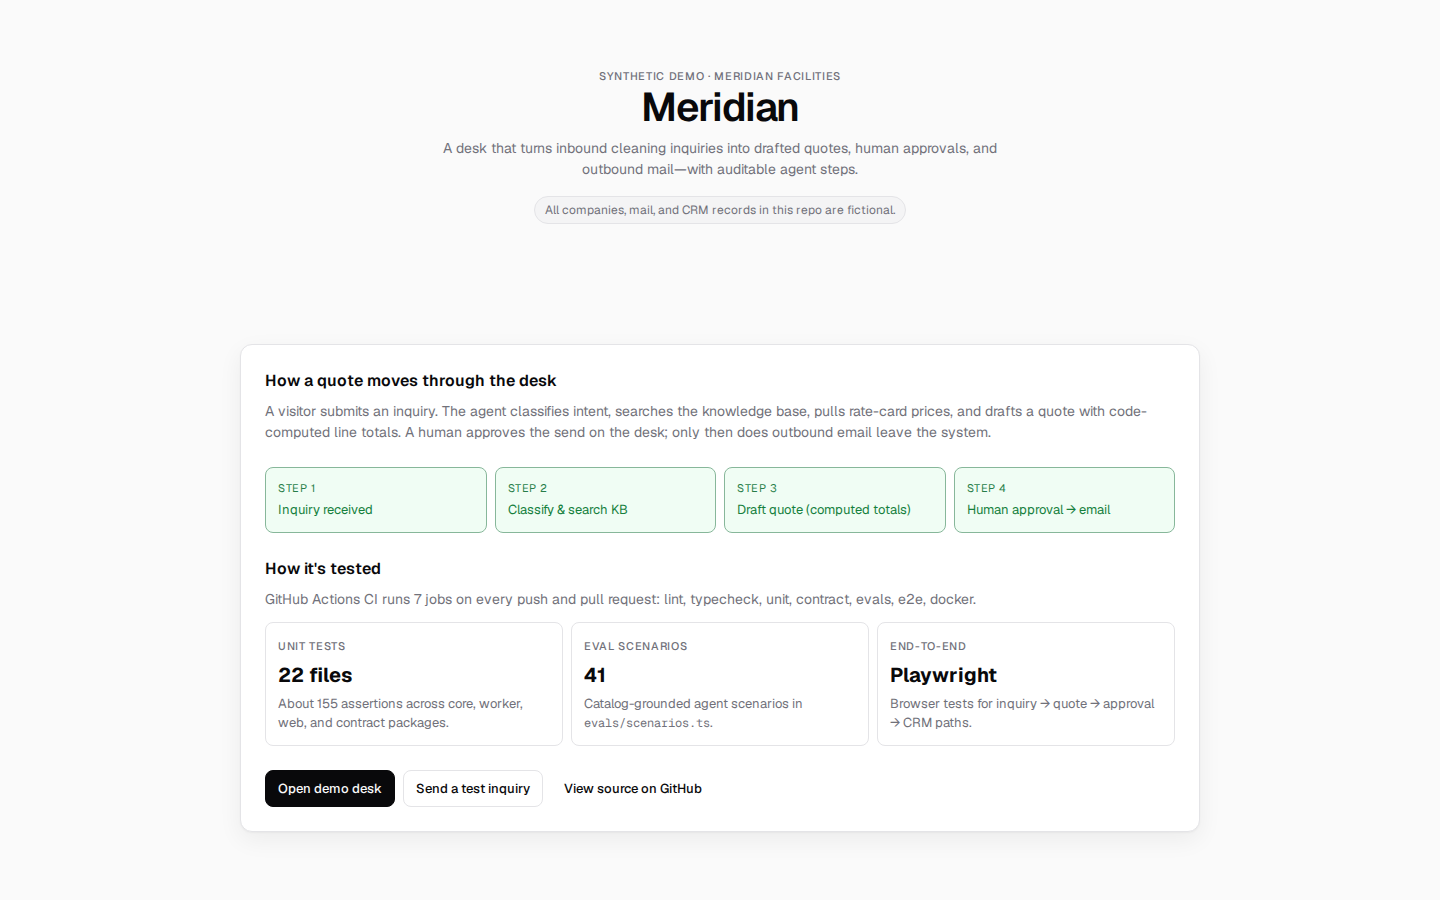 SYNTHETIC DEMO · MERIDIAN FACILITIES
Meridian
A desk that turns inbound cleaning inquiries into drafted quotes, human approvals, and
outbound mail—with auditable agent steps.
All companies, mail, and CRM records in this repo are fictional.
How a quote moves through the desk
A visitor submits an inquiry. The agent classifies intent, searches the knowledge base, pulls rate-card prices, and drafts a quote with code-
computed line totals. A human approves the send on the desk; only then does outbound email leave the system.
STEP 1
Inquiry received
STEP 2
Classify & search KB
STEP 3
Draft quote (computed totals)
STEP 4
Human approval → email
How it's tested
GitHub Actions CI runs 7 jobs on every push and pull request: lint, typecheck, unit, contract, evals, e2e, docker.
UNIT TESTS
22 files
About 155 assertions across core, worker,
web, and contract packages.
EVAL SCENARIOS
41
Catalog-grounded agent scenarios in
evals/scenarios.ts.
END-TO-END
Playwright
Browser tests for inquiry → quote → approval
→ CRM paths.
Open demo desk
Send a test inquiry
View source on GitHub